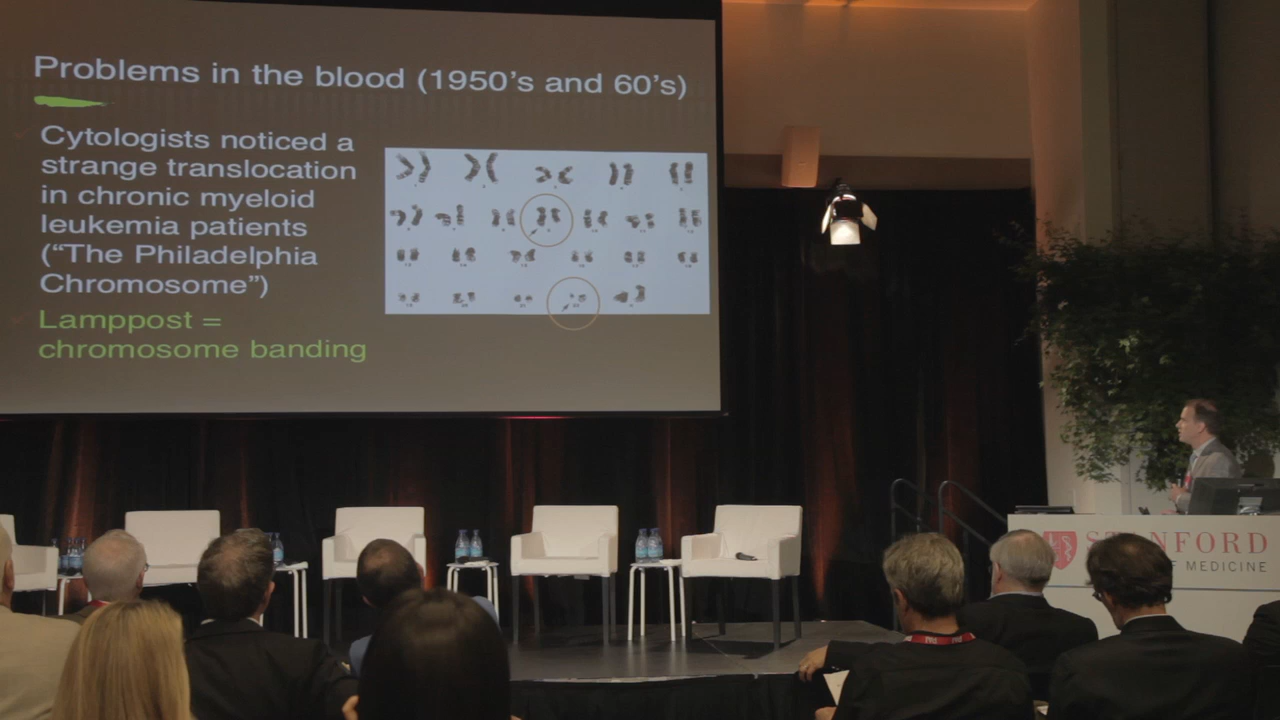 Problems in the blood (1950's and 60's)
Cytologists noticed a
strange translocation
in chronic myeloid
leukemia patients
("The Philadelphia
Chromosome")
Lamppost =
chromosome banding
STANFORD
OF MEDICINE